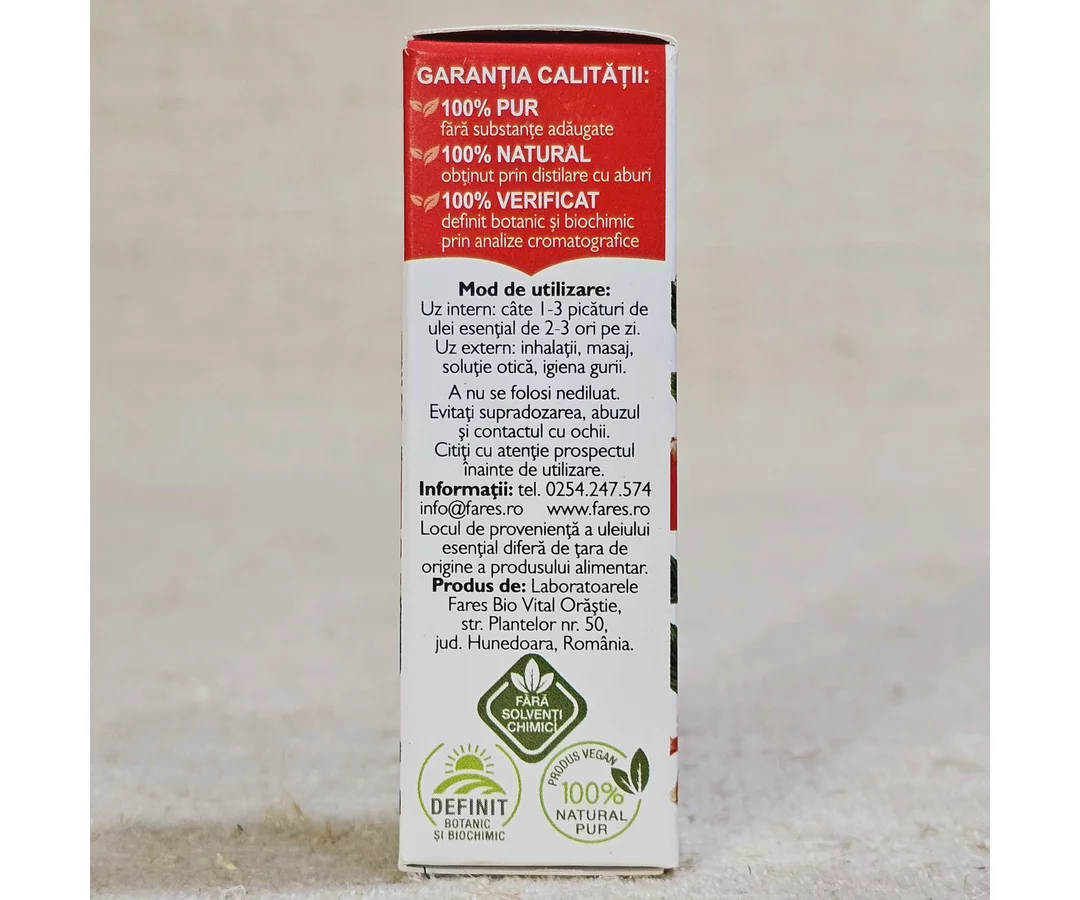 GARANȚIA CALITĂȚII:
100% PUR
fără substanțe adăugate
100% NATURAL
obținut prin distilare cu aburi
100% VERIFICAT
definit botanic și biochimic
prin analize cromatografice
Mod de utilizare:
Uz intern: câte 1-3 picături de
ulei esențial de 2-3 ori pe zi.
Uz extern: inhalații, masaj,
soluție otică, igiena gurii.
A nu se folosi nediluat.
Evitați supradozarea, abuzul
și contactul cu ochii.
Citiți cu atenție prospectul
înainte de utilizare.
Informații: tel. 0254.247.574
info@fares.ro www.fares.ro
Locul de proveniență a uleiului
esențial diferă de țara de
origine a produsului alimentar.
Produs de: Laboratoarele
Fares Bio Vital Orăștie,
str. Plantelor nr. 50,
jud. Hunedoara, România.
FĂRĂ
SOLVENȚI
CHIMICI
DEFINIT
BOTANIC
ȘI BIOCHIMIC
PRODUS VEGAN
100%
NATURAL
PUR